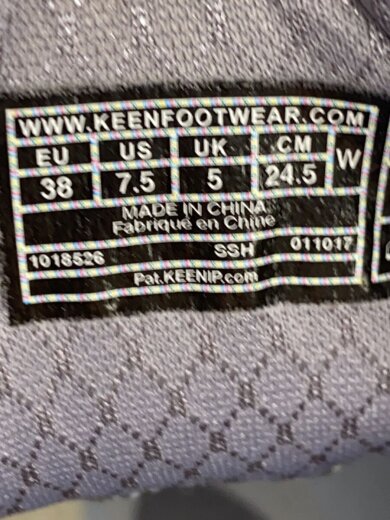 WWW.KEENFOOTWEAR.COM
EU US UK CM W
38 7.5 5 24.5
MADE IN CHINA
Fabriqué en Chine
1018526 SSH 011017
Pat.KEENIP.com